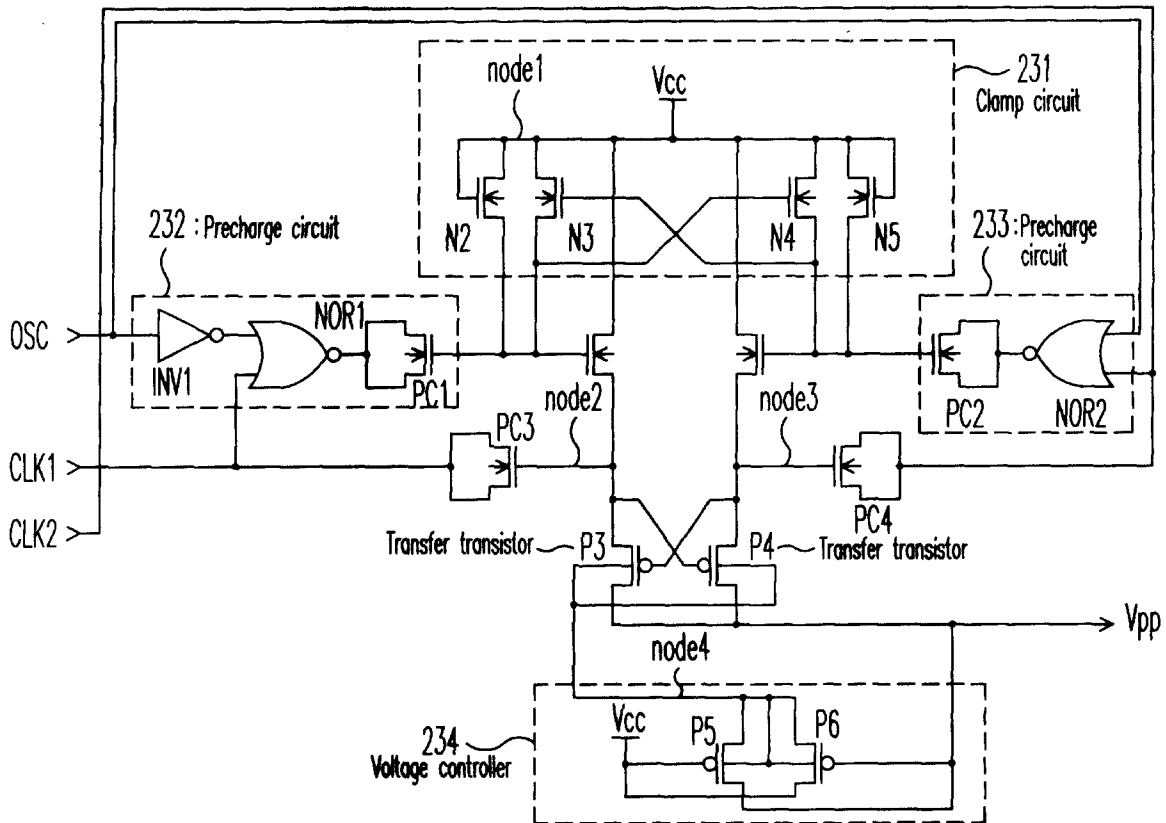 node1
Vcc
231
Clamp circuit
N2
N3
N4
N5
232 : Precharge circuit
233 : Precharge
circuit
OSC
INV1
NOR1
PC1
PC2
NOR2
node2
node3
PC3
PC4
CLK1
CLK2
Transfer transistor
P3
P4
Transfer transistor
Vpp
node4
Vcc
P5
P6
234
Voltage controller